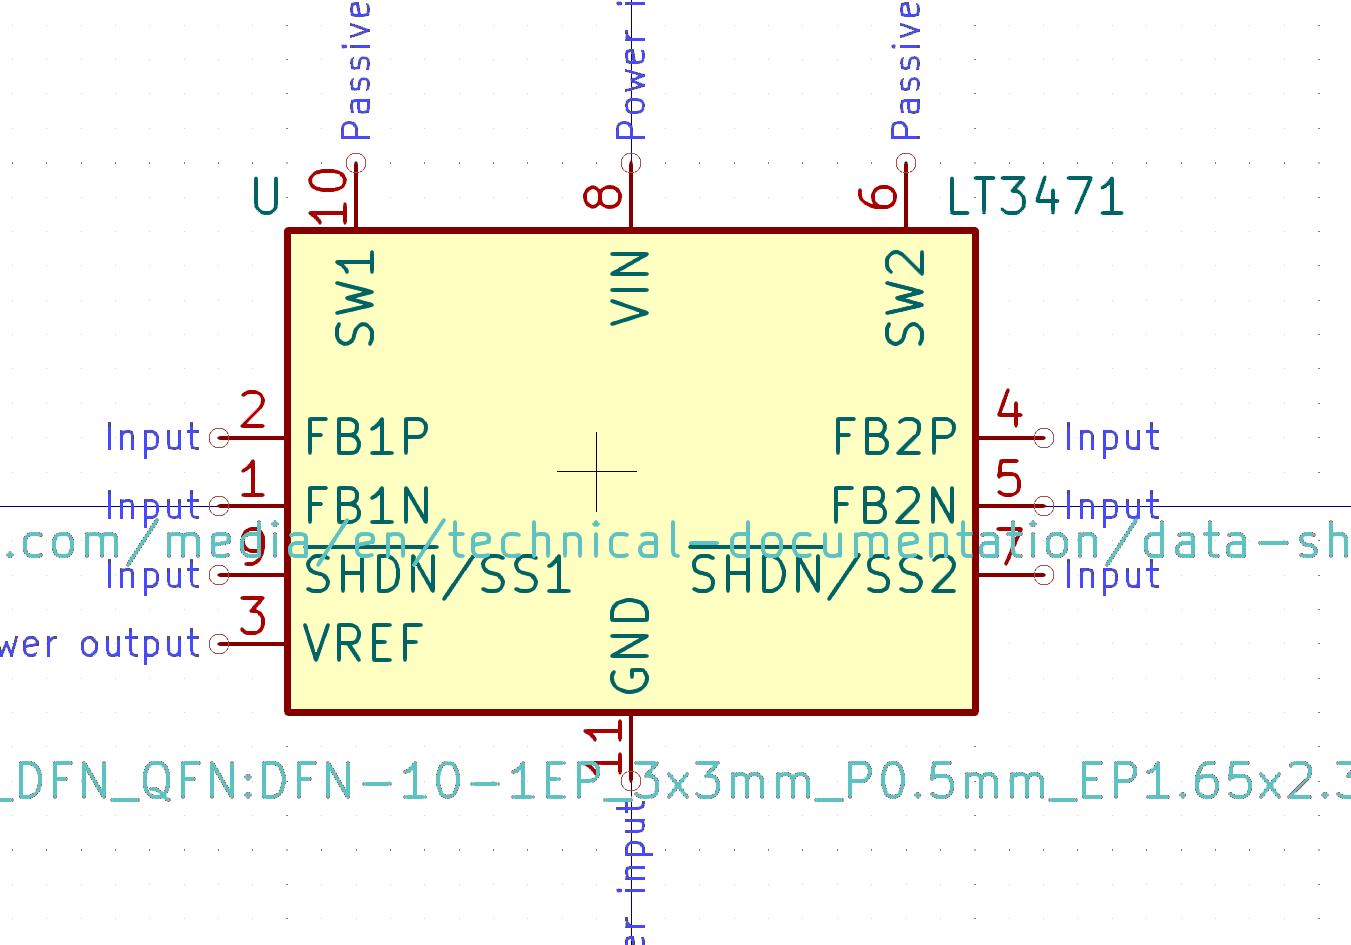 Passive
Power i
Passive
U
10
8
6
LT3471
SW1
VIN
SW2
Input
2
FB1P
FB2P
4
Input
Input
1
FB1N
FB2N
5
Input
.com/media/en/technical-documentation/data-sh
Input
9
SHDN/SS1
SHDN/SS2
7
Input
wer output
3
VREF
GND
11
_DFN_QFN:DFN-10-1EP_3x3mm_P0.5mm_EP1.65x2.3
er input